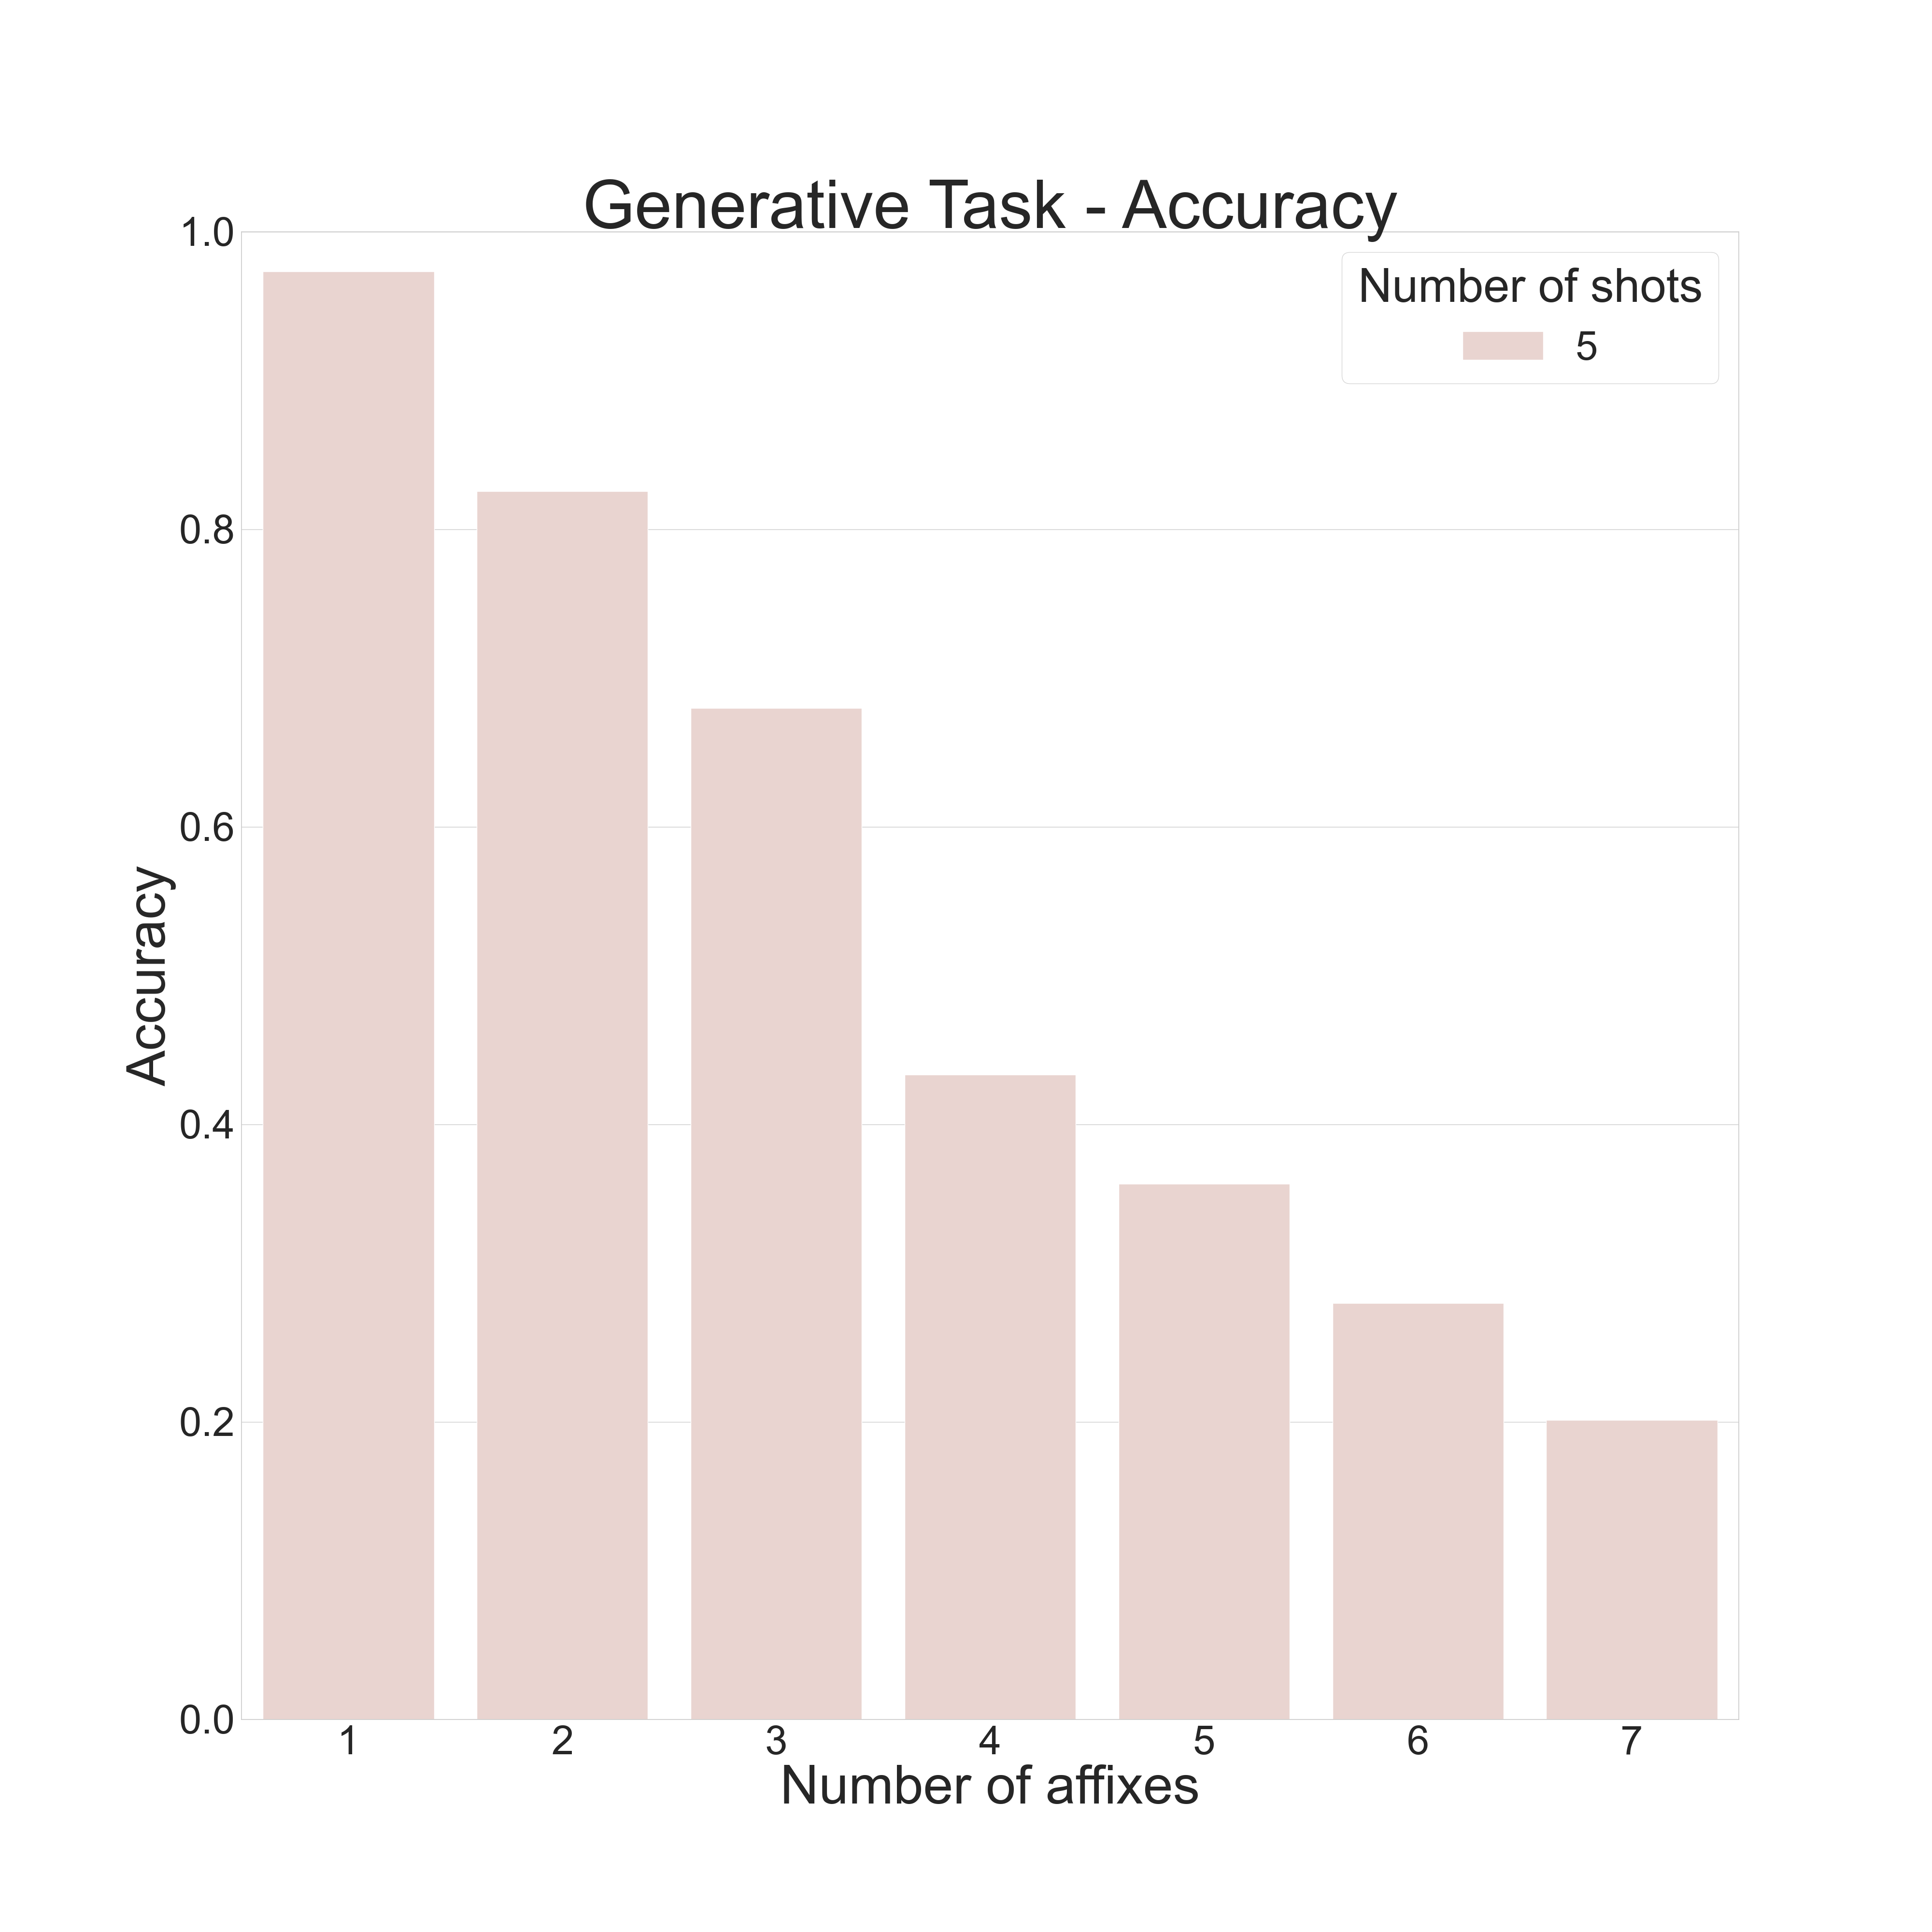 Generative Task - Accuracy
Number of shots
5
1.0
0.8
0.6
0.4
0.2
0.0
Accuracy
1 2 3 4 5 6 7
Number of affixes